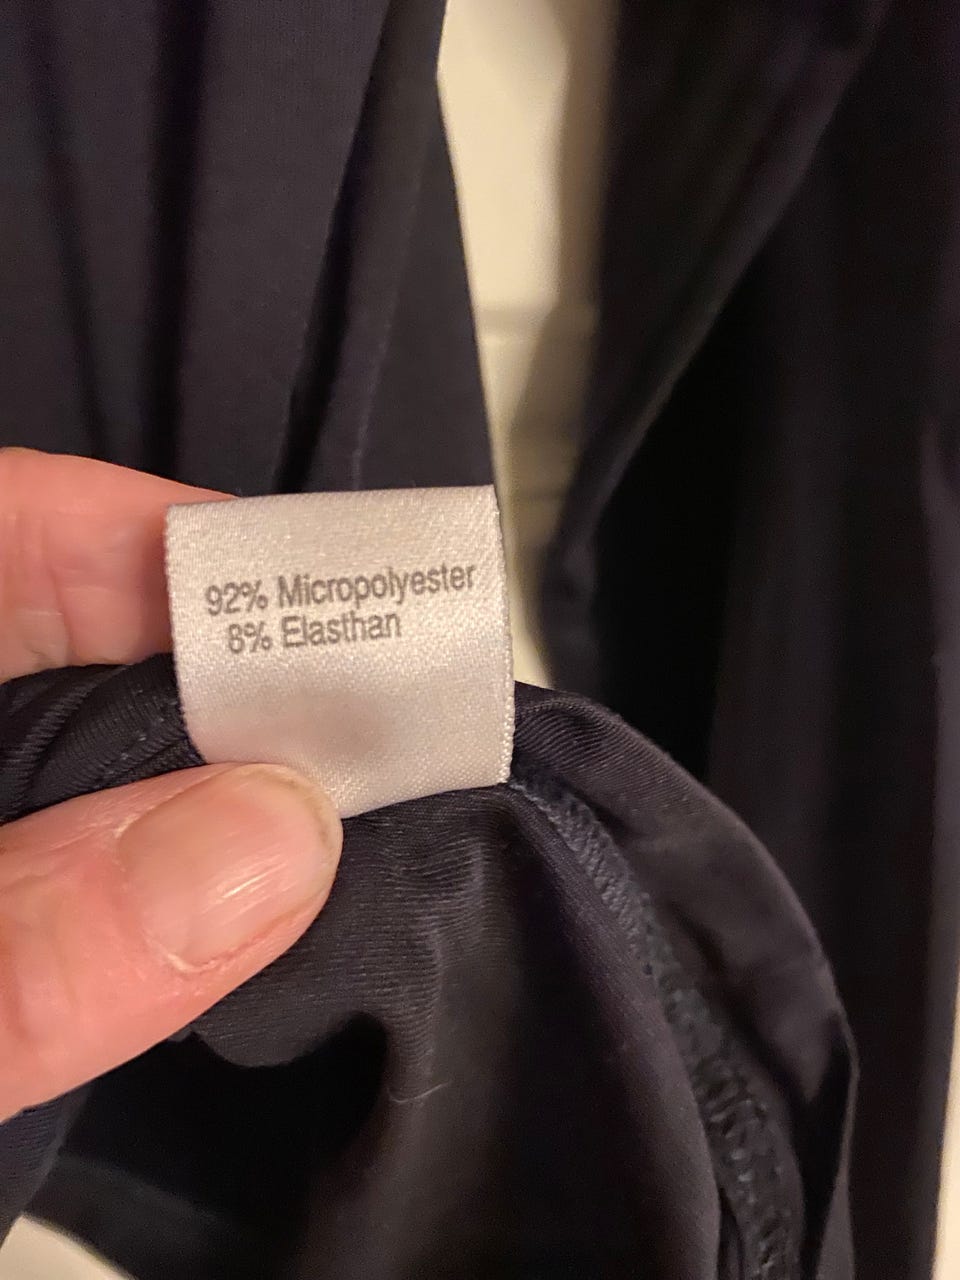 92% Micropolyester
8% Elasthan